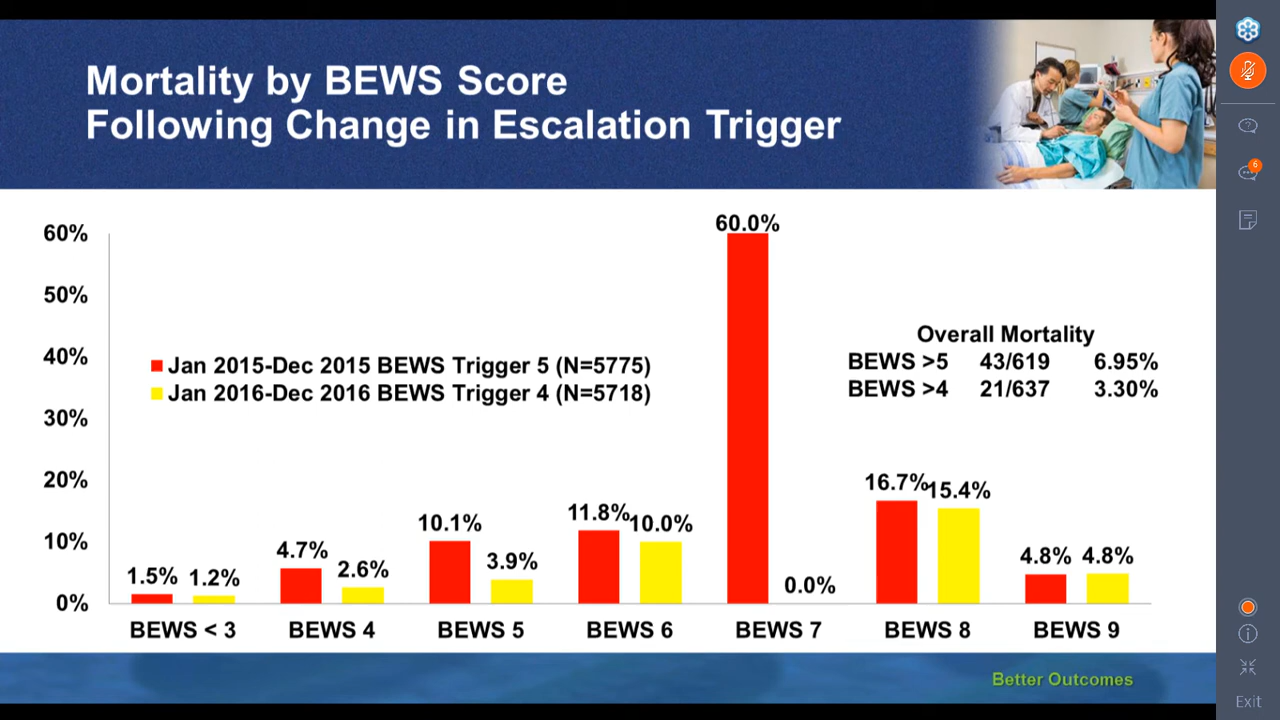 Mortality by BEWS Score
Following Change in Escalation Trigger
60%
50%
40%
30%
20%
10%
0%
Jan 2015-Dec 2015 BEWS Trigger 5 (N=5775)
Jan 2016-Dec 2016 BEWS Trigger 4 (N=5718)
Overall Mortality
BEWS >5 43/619 6.95%
BEWS >4 21/637 3.30%
1.5% 1.2%
4.7% 2.6%
10.1% 3.9%
11.8% 10.0%
60.0% 0.0%
16.7% 15.4%
4.8% 4.8%
BEWS < 3 BEWS 4 BEWS 5 BEWS 6 BEWS 7 BEWS 8 BEWS 9
Better Outcomes
?
6
Exit